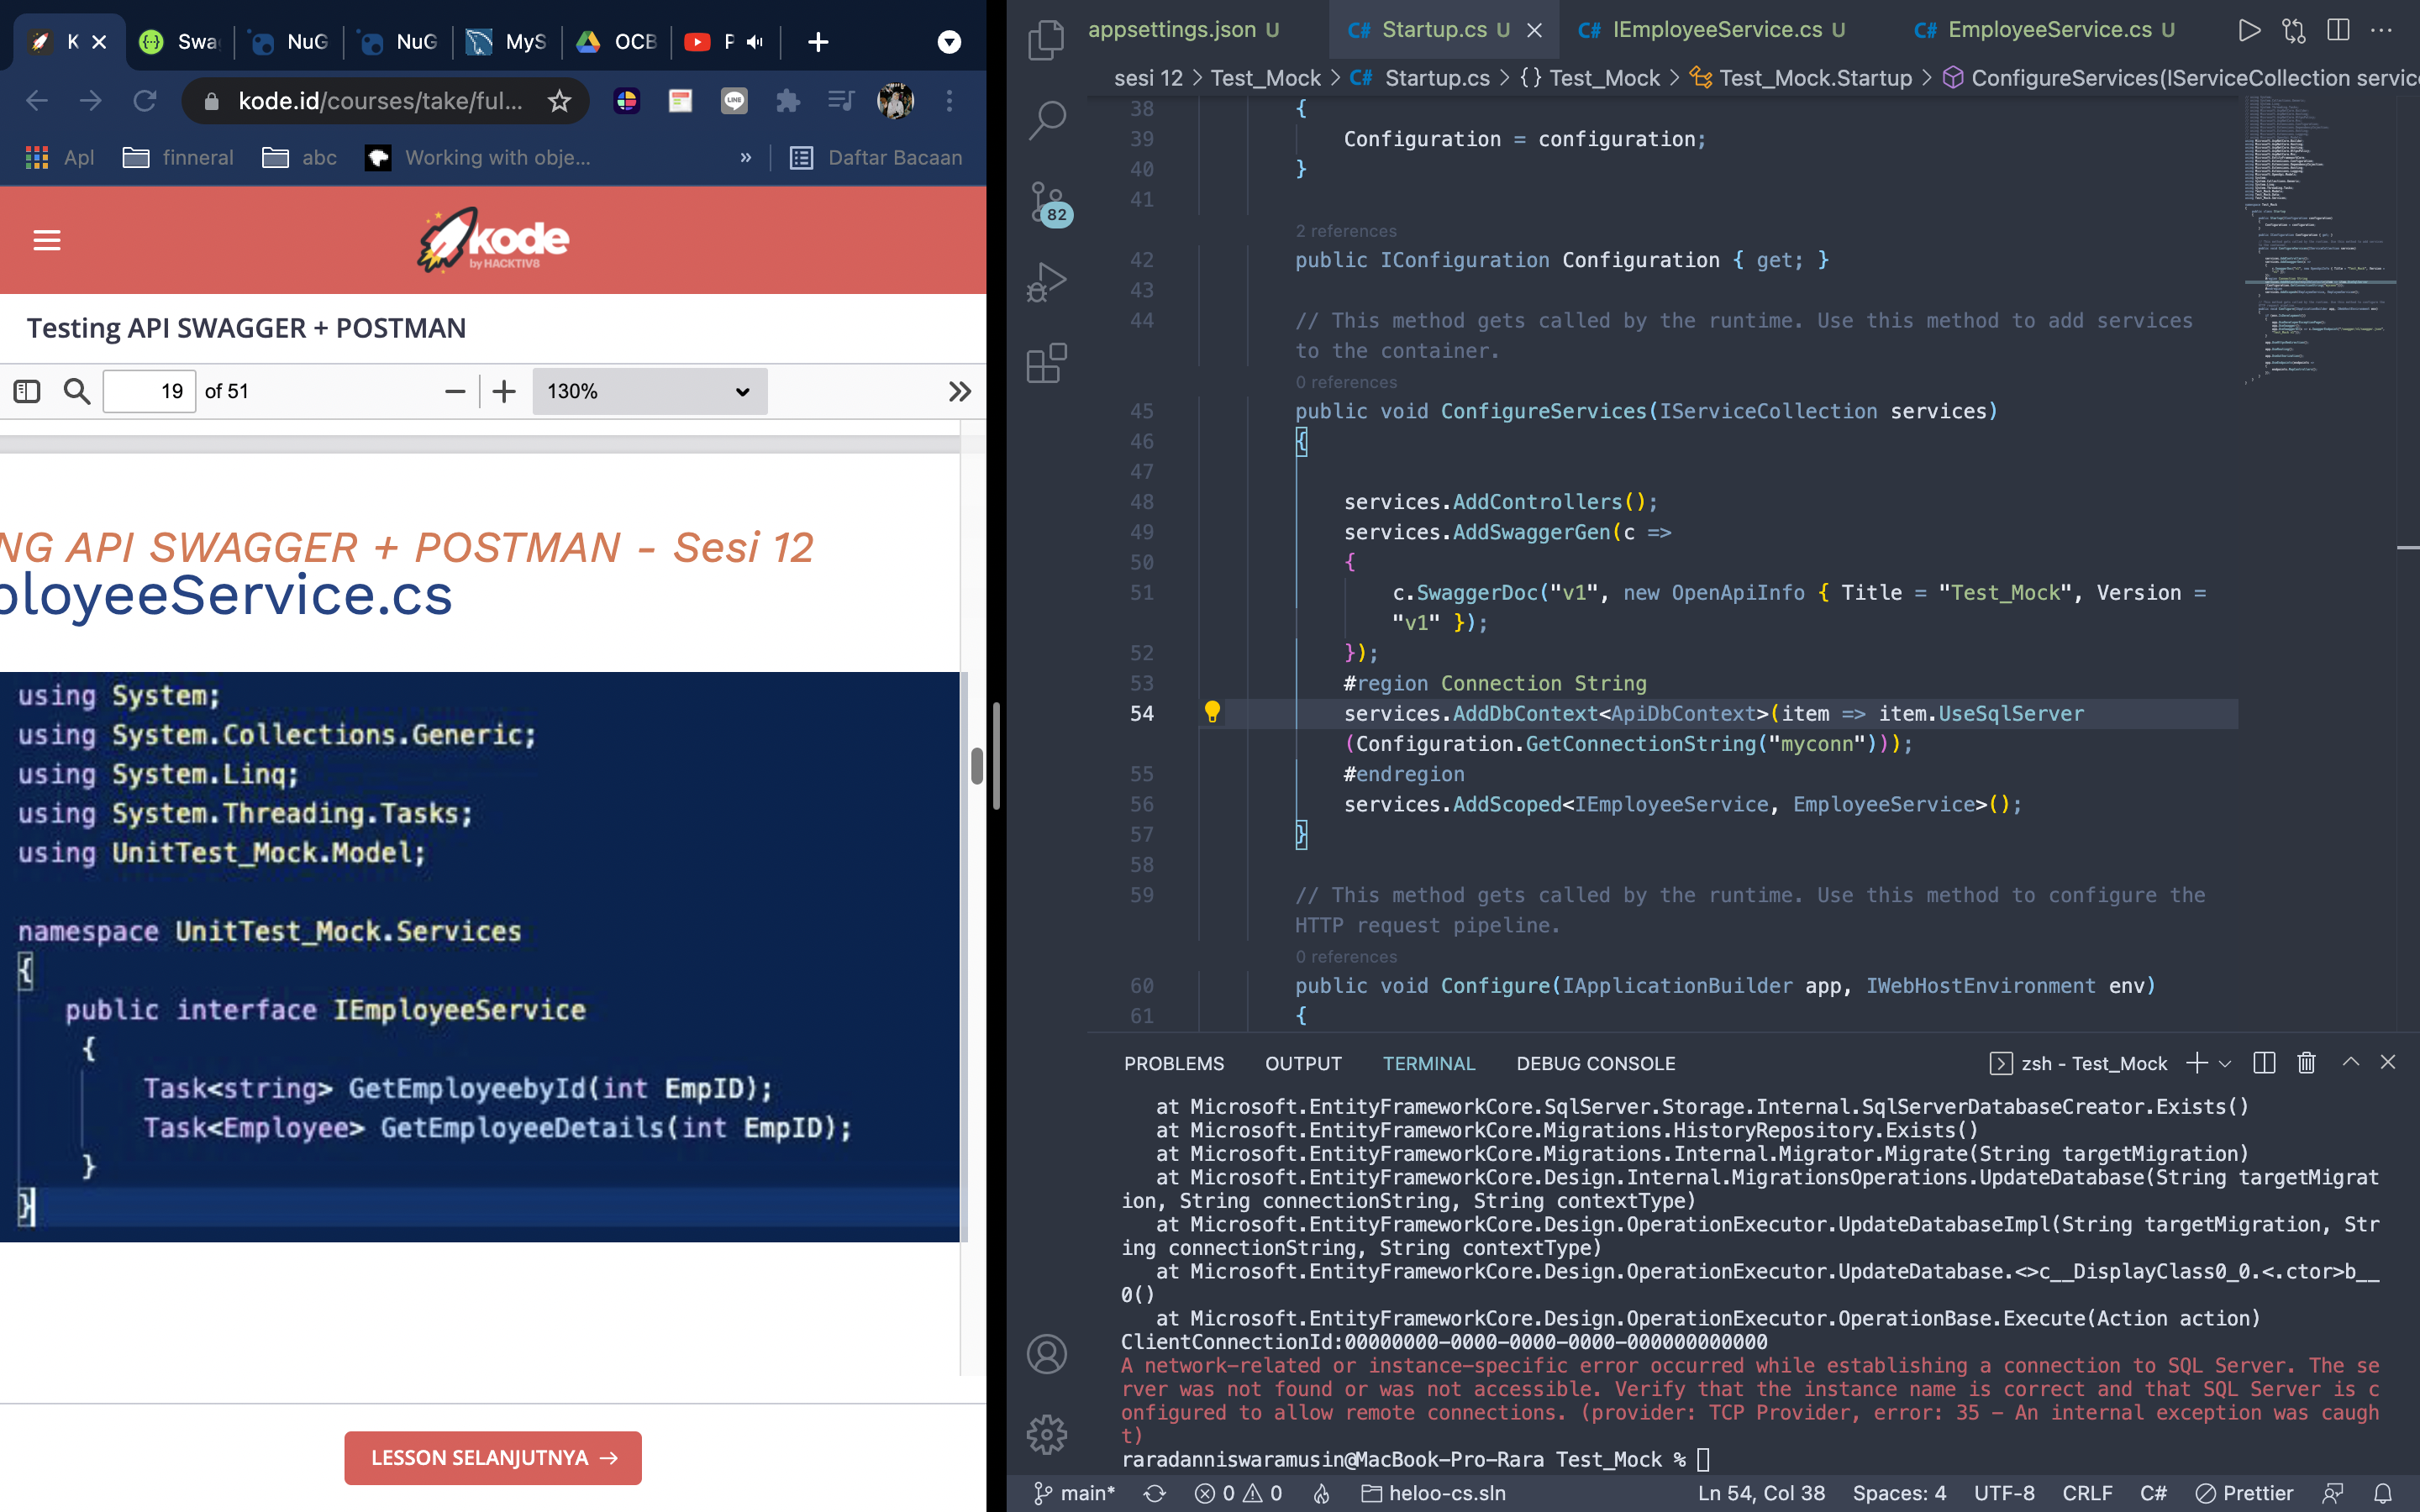 K
Swa
NuG
NuG
MyS
OCB
P
kode.id/courses/take/ful...
Apl
finneral
abc
Working with obje...
»
Daftar Bacaan
kode
by HACKTIV8
Testing API SWAGGER + POSTMAN
19 of 51
130%
NG API SWAGGER + POSTMAN - Sesi 12
ployeeService.cs
using System;
using System.Collections.Generic;
using System.Linq;
using System.Threading.Tasks;
using UnitTest_Mock.Model;
namespace UnitTest_Mock.Services
{
public interface IEmployeeService
{
Task<string> GetEmployeebyId(int EmpID);
Task<Employee> GetEmployeeDetails(int EmpID);
}
}
LESSON SELANJUTNYA →
appsettings.json U
C# Startup.cs U
C# IEmployeeService.cs U
C# EmployeeService.cs U
sesi 12 > Test_Mock > C# Startup.cs > {} Test_Mock > Test_Mock.Startup > ConfigureServices(IServiceCollection servic
82
38 {
39 Configuration = configuration;
40 }
41
2 references
42 public IConfiguration Configuration { get; }
43
44 // This method gets called by the runtime. Use this method to add services
to the container.
0 references
45 public void ConfigureServices(IServiceCollection services)
46 {
47
48 services.AddControllers();
49 services.AddSwaggerGen(c =>
50 {
51 c.SwaggerDoc("v1", new OpenApiInfo { Title = "Test_Mock", Version =
"v1" });
52 });
53 #region Connection String
54 services.AddDbContext<ApiDbContext>(item => item.UseSqlServer
(Configuration.GetConnectionString("myconn")));
55 #endregion
56 services.AddScoped<IEmployeeService, EmployeeService>();
57 }
58
59 // This method gets called by the runtime. Use this method to configure the
HTTP request pipeline.
0 references
60 public void Configure(IApplicationBuilder app, IWebHostEnvironment env)
61 {
PROBLEMS OUTPUT TERMINAL DEBUG CONSOLE
zsh - Test_Mock
at Microsoft.EntityFrameworkCore.SqlServer.Storage.Internal.SqlServerDatabaseCreator.Exists()
at Microsoft.EntityFrameworkCore.Migrations.HistoryRepository.Exists()
at Microsoft.EntityFrameworkCore.Migrations.Internal.Migrator.Migrate(String targetMigration)
at Microsoft.EntityFrameworkCore.Design.Internal.MigrationsOperations.UpdateDatabase(String targetMigrat
ion, String connectionString, String contextType)
at Microsoft.EntityFrameworkCore.Design.OperationExecutor.UpdateDatabaseImpl(String targetMigration, Str
ing connectionString, String contextType)
at Microsoft.EntityFrameworkCore.Design.OperationExecutor.UpdateDatabase.<>c__DisplayClass0_0.<.ctor>b__
0()
at Microsoft.EntityFrameworkCore.Design.OperationExecutor.OperationBase.Execute(Action action)
ClientConnectionId:00000000-0000-0000-0000-000000000000
A network-related or instance-specific error occurred while establishing a connection to SQL Server. The se
rver was not found or was not accessible. Verify that the instance name is correct and that SQL Server is c
onfigured to allow remote connections. (provider: TCP Provider, error: 35 - An internal exception was caugh
t)
raradanniswaramusin@MacBook-Pro-Rara Test_Mock %
main* 0 0 heloo-cs.sln Ln 54, Col 38 Spaces: 4 UTF-8 CRLF C# Prettier